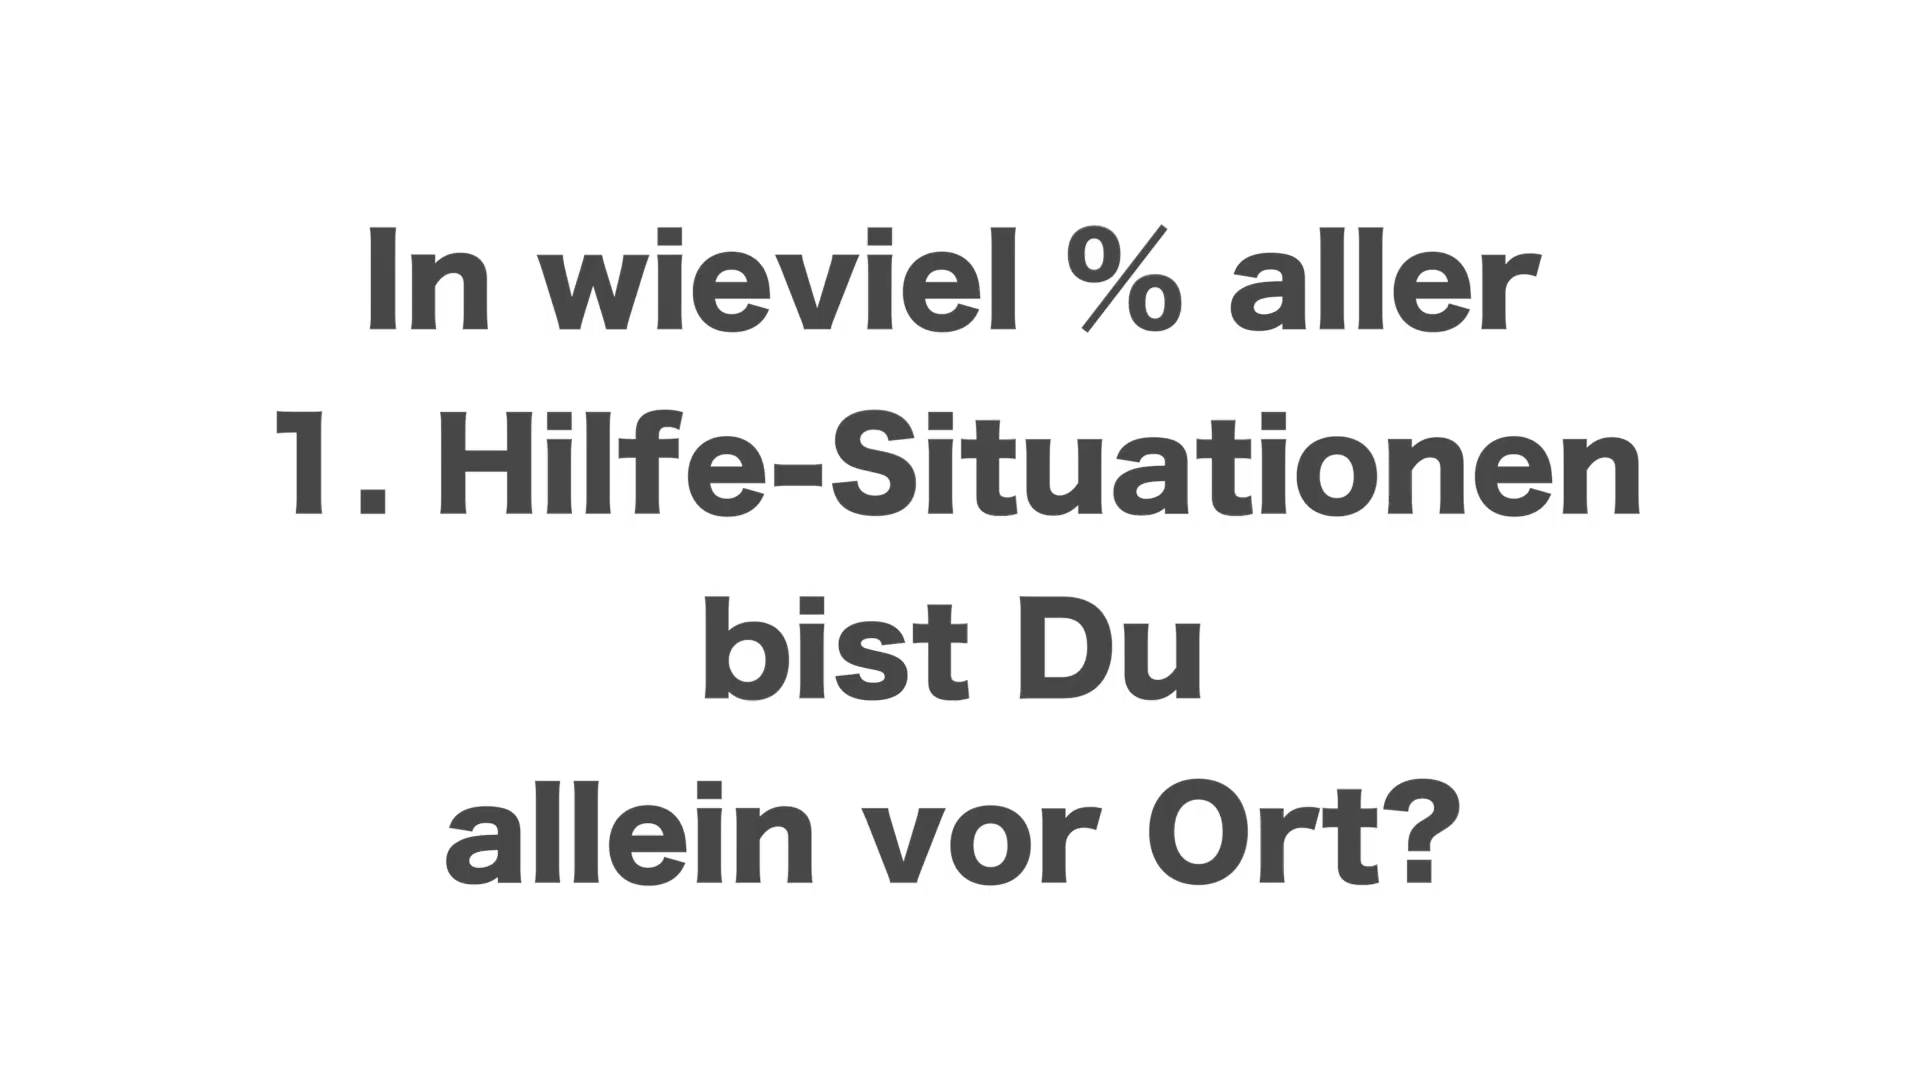 In wieviel % aller
1. Hilfe-Situationen
bist Du
allein vor Ort?